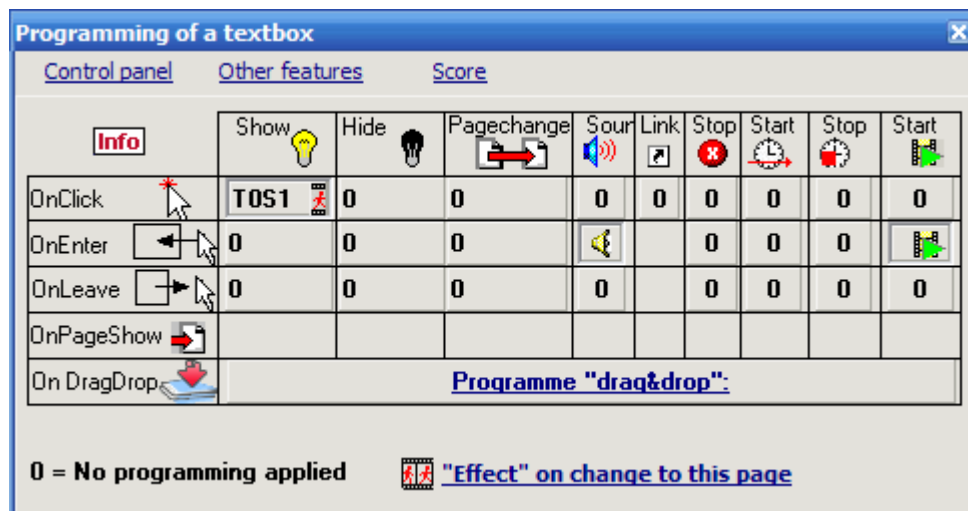 Programming of a textbox
Control panel Other features Score
Info Show Hide Pagechange Sour Link Stop Start Stop Start
OnClick T0S1 0 0 0 0 0 0 0 0
OnEnter 0 0 0 0 0 0
OnLeave 0 0 0 0 0 0 0 0
OnPageShow
On DragDrop Programme "drag&drop":
0 = No programming applied "Effect" on change to this page